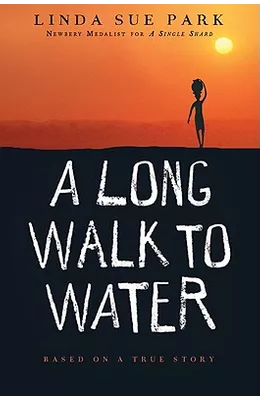 LINDA SUE PARK
NEWBERY MEDALIST FOR A SINGLE SHARD
A LONG
WALK TO
WATER
BASED ON A TRUE STORY